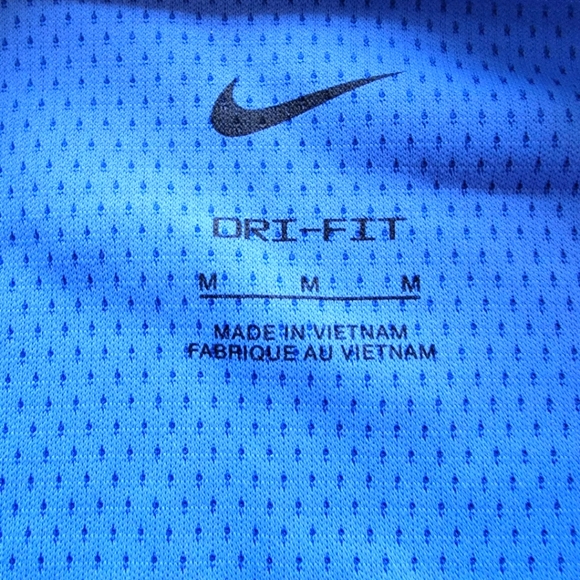 DRI-FIT
M M M
MADE IN VIETNAM
FABRIQUE AU VIETNAM